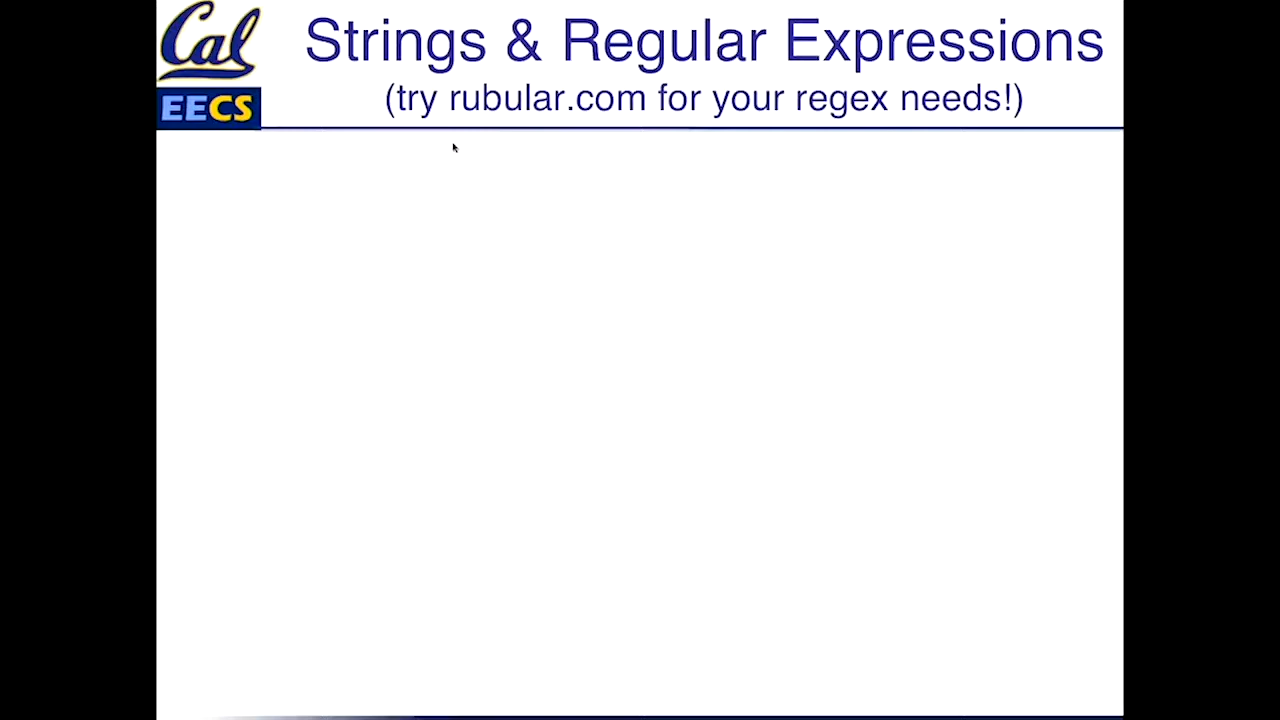 Cal
EECS
Strings & Regular Expressions
(try rubular.com for your regex needs!)